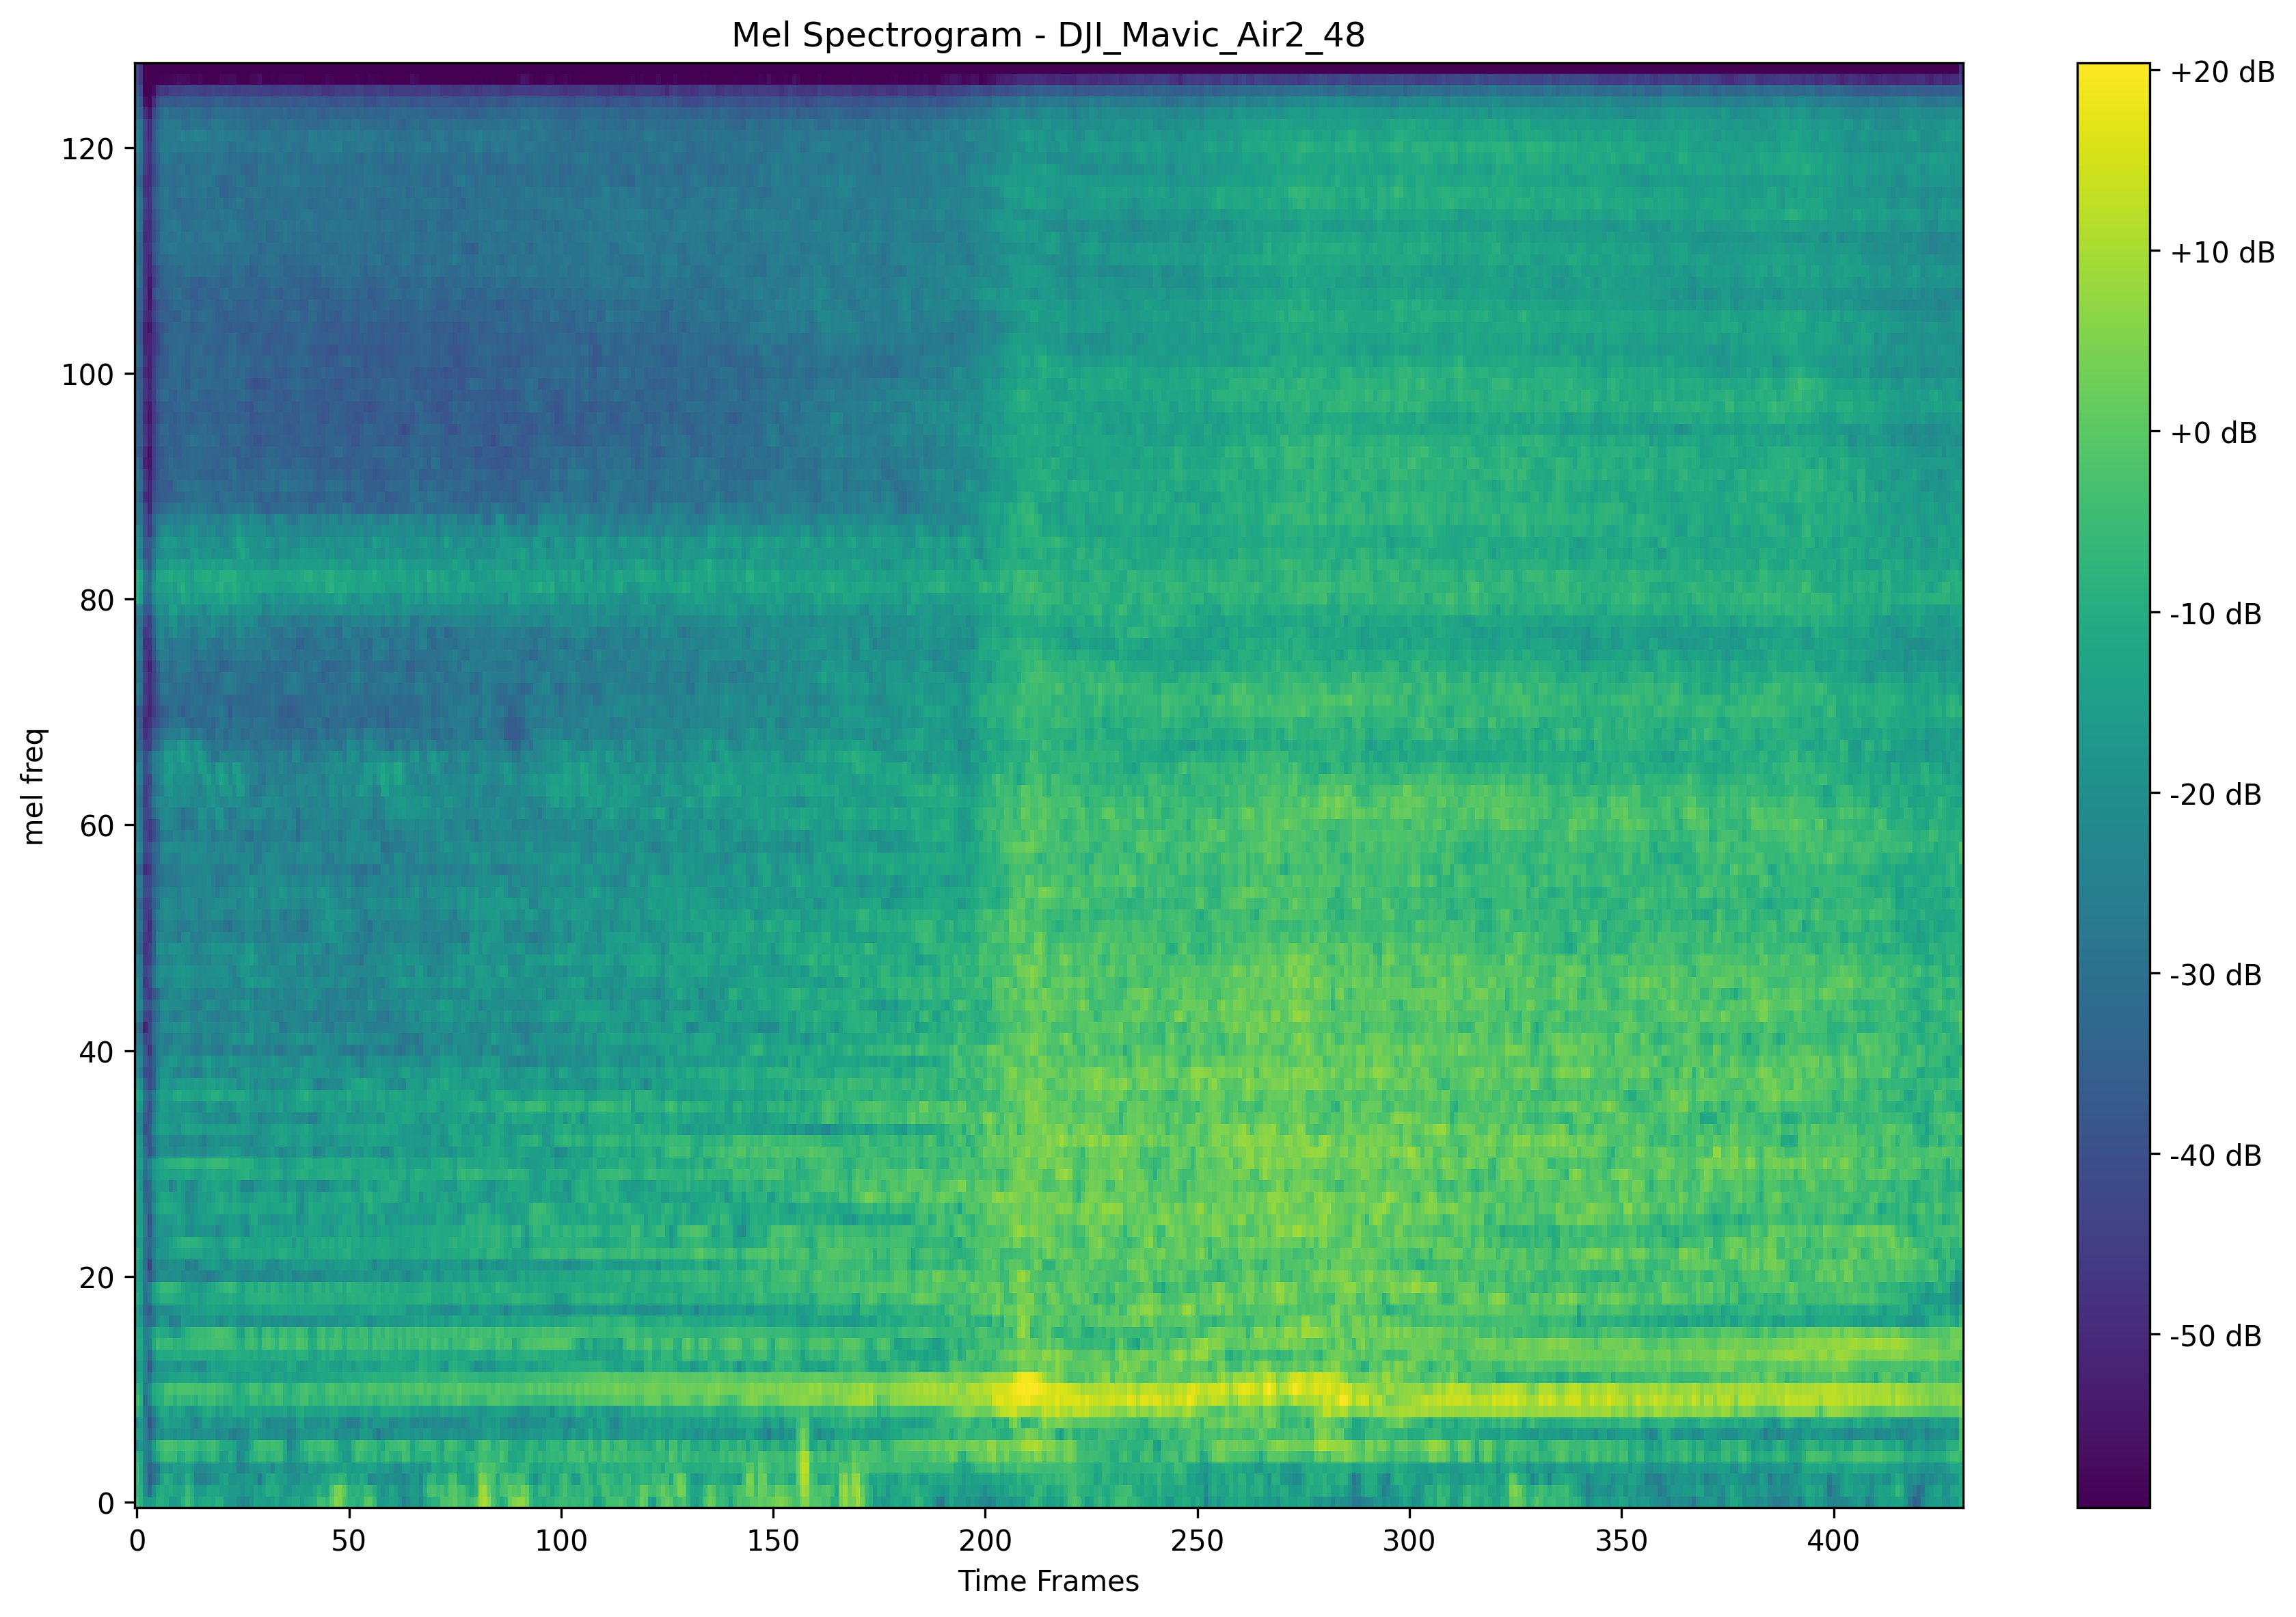 Mel Spectrogram - DJI_Mavic_Air2_48
+20 dB
+10 dB
+0 dB
-10 dB
-20 dB
-30 dB
-40 dB
-50 dB
mel freq
120
100
80
60
40
20
0
0 50 100 150 200 250 300 350 400
Time Frames